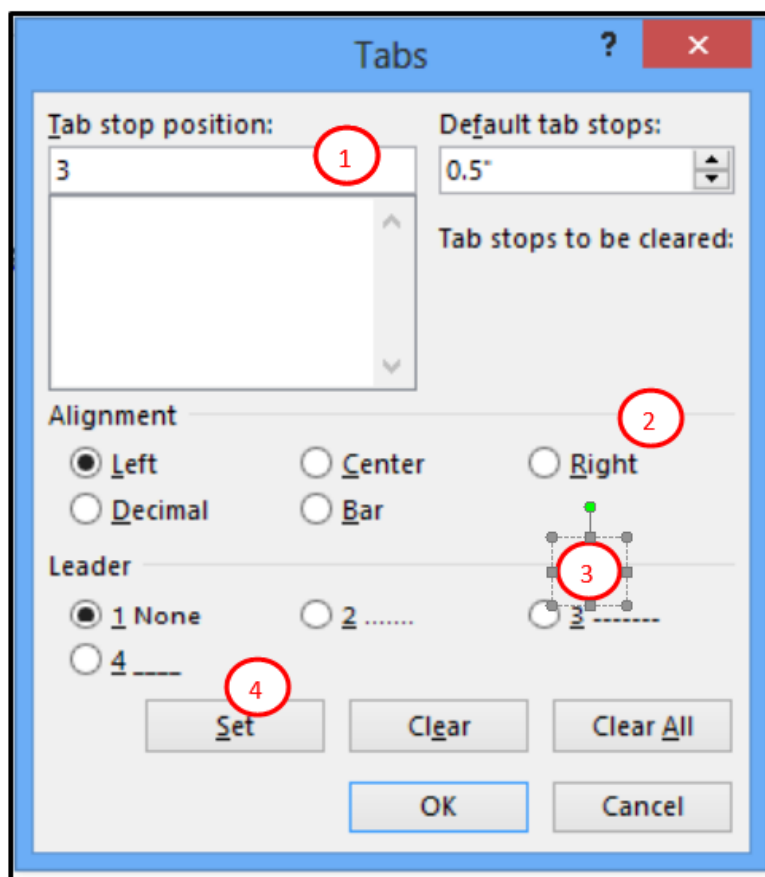 Tabs ?
Tab stop position: Default tab stops:
1
3 0.5"
Tab stops to be cleared:
Alignment 2
Left Center Right
Decimal Bar
Leader 3
1 None 2 ....... 3 -------
4 ____
4
Set Clear Clear All
OK Cancel